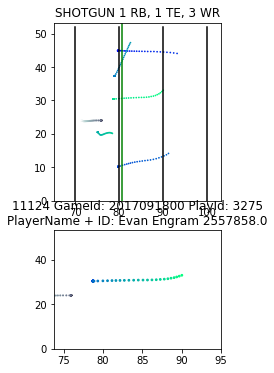 SHOTGUN 1 RB, 1 TE, 3 WR
50
40
30
20
10
0
70 80 90 100
11124 GameId: 2017091800 PlayId: 3275
PlayerName + ID: Evan Engram 2557858.0
40
20
0
75 80 85 90 95